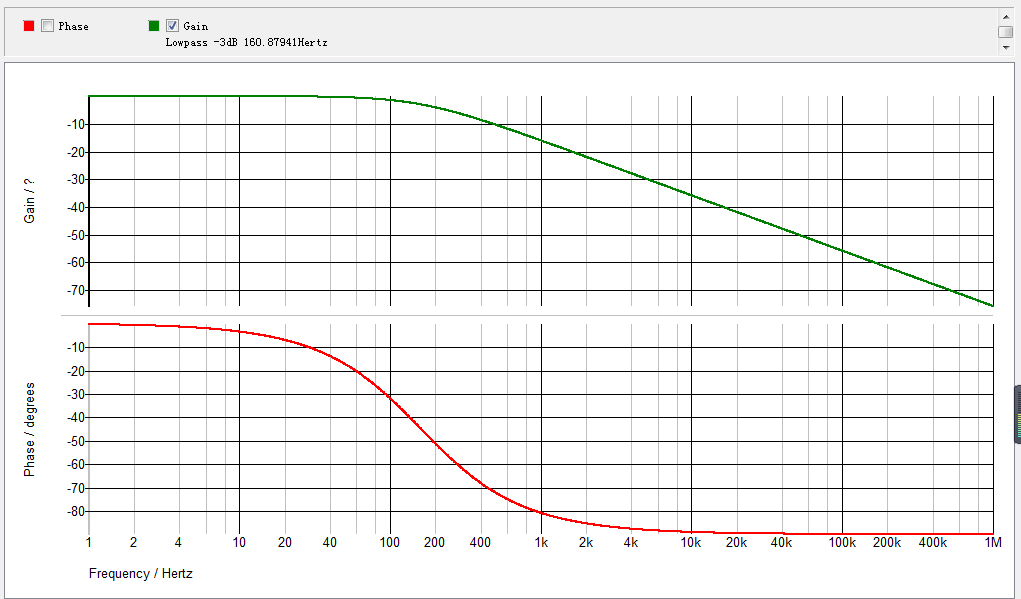 Phase
Gain
Lowpass -3dB 160.87941Hertz
Gain / ?
-10
-20
-30
-40
-50
-60
-70
Phase / degrees
-10
-20
-30
-40
-50
-60
-70
-80
1 2 4 10 20 40 100 200 400 1k 2k 4k 10k 20k 40k 100k 200k 400k 1M
Frequency / Hertz